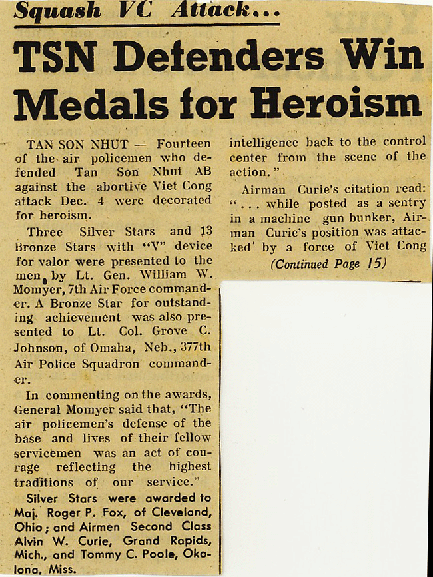 Squash VC Attack...
TSN Defenders Win
Medals for Heroism
TAN SON NHUT — Fourteen
of the air policemen who de-
fended Tan Son Nhut AB
against the abortive Viet Cong
attack Dec. 4 were decorated
for heroism.
Three Silver Stars and 13
Bronze Stars with "V" device
for valor were presented to the
men, by Lt. Gen. William W.
Momyer, 7th Air Force command-
er. A Bronze Star for outstand-
ing achievement was also pre-
sented to Lt. Col. Grove C.
Johnson, of Omaha, Neb., 377th
Air Police Squadron command-
er.
In commenting on the awards,
General Momyer said that, "The
air policemen's defense of the
base and lives of their fellow
servicemen was an act of cou-
rage reflecting the highest
traditions of our service."
Silver Stars were awarded to
Maj. Roger P. Fox, of Cleveland,
Ohio; and Airmen Second Class
Alvin W. Curie, Grand Rapids,
Mich., and Tommy C. Poole, Oka-
lona, Miss.
intelligence back to the control
center from the scene of the
action."
Airman Curie's citation read:
". . . while posted as a sentry
in a machine gun bunker, Air-
man Curie's position was attac-
ked by a force of Viet Cong
(Continued Page 15)